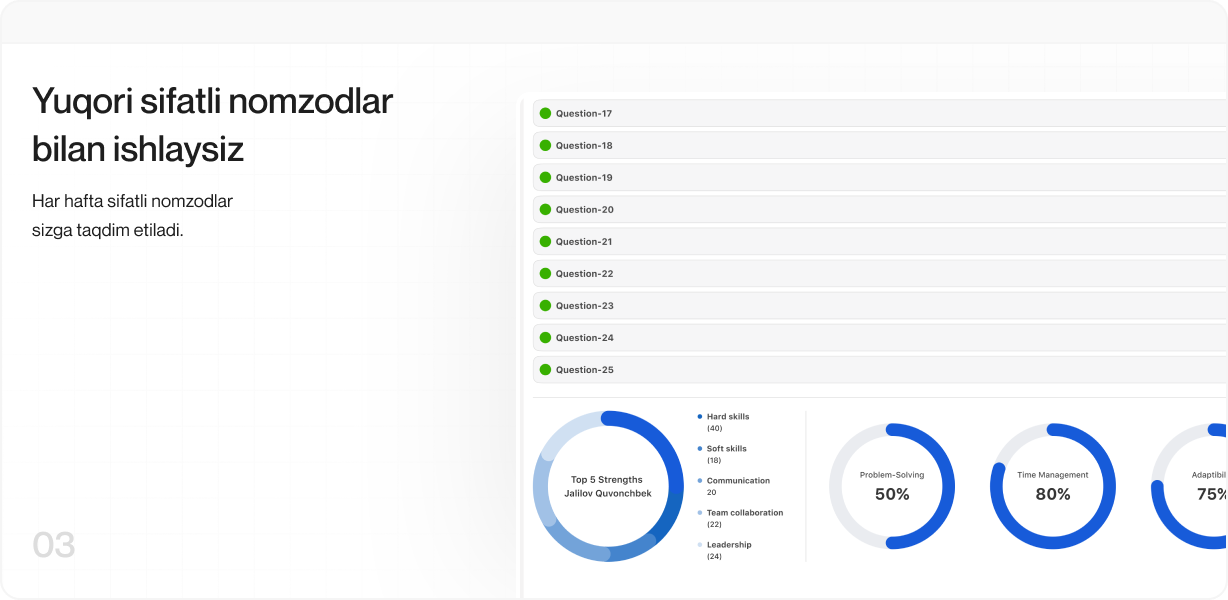 Yuqori sifatli nomzodlar
bilan ishlaysiz
Har hafta sifatli nomzodlar
sizga taqdim etiladi.
03
Question-17
Question-18
Question-19
Question-20
Question-21
Question-22
Question-23
Question-24
Question-25
Top 5 Strengths
Jalilov Quvonchbek
Hard skills
(40)
Soft skills
(18)
Communication
20
Team collaboration
(22)
Leadership
(24)
Problem-Solving
50%
Time Management
80%
75%